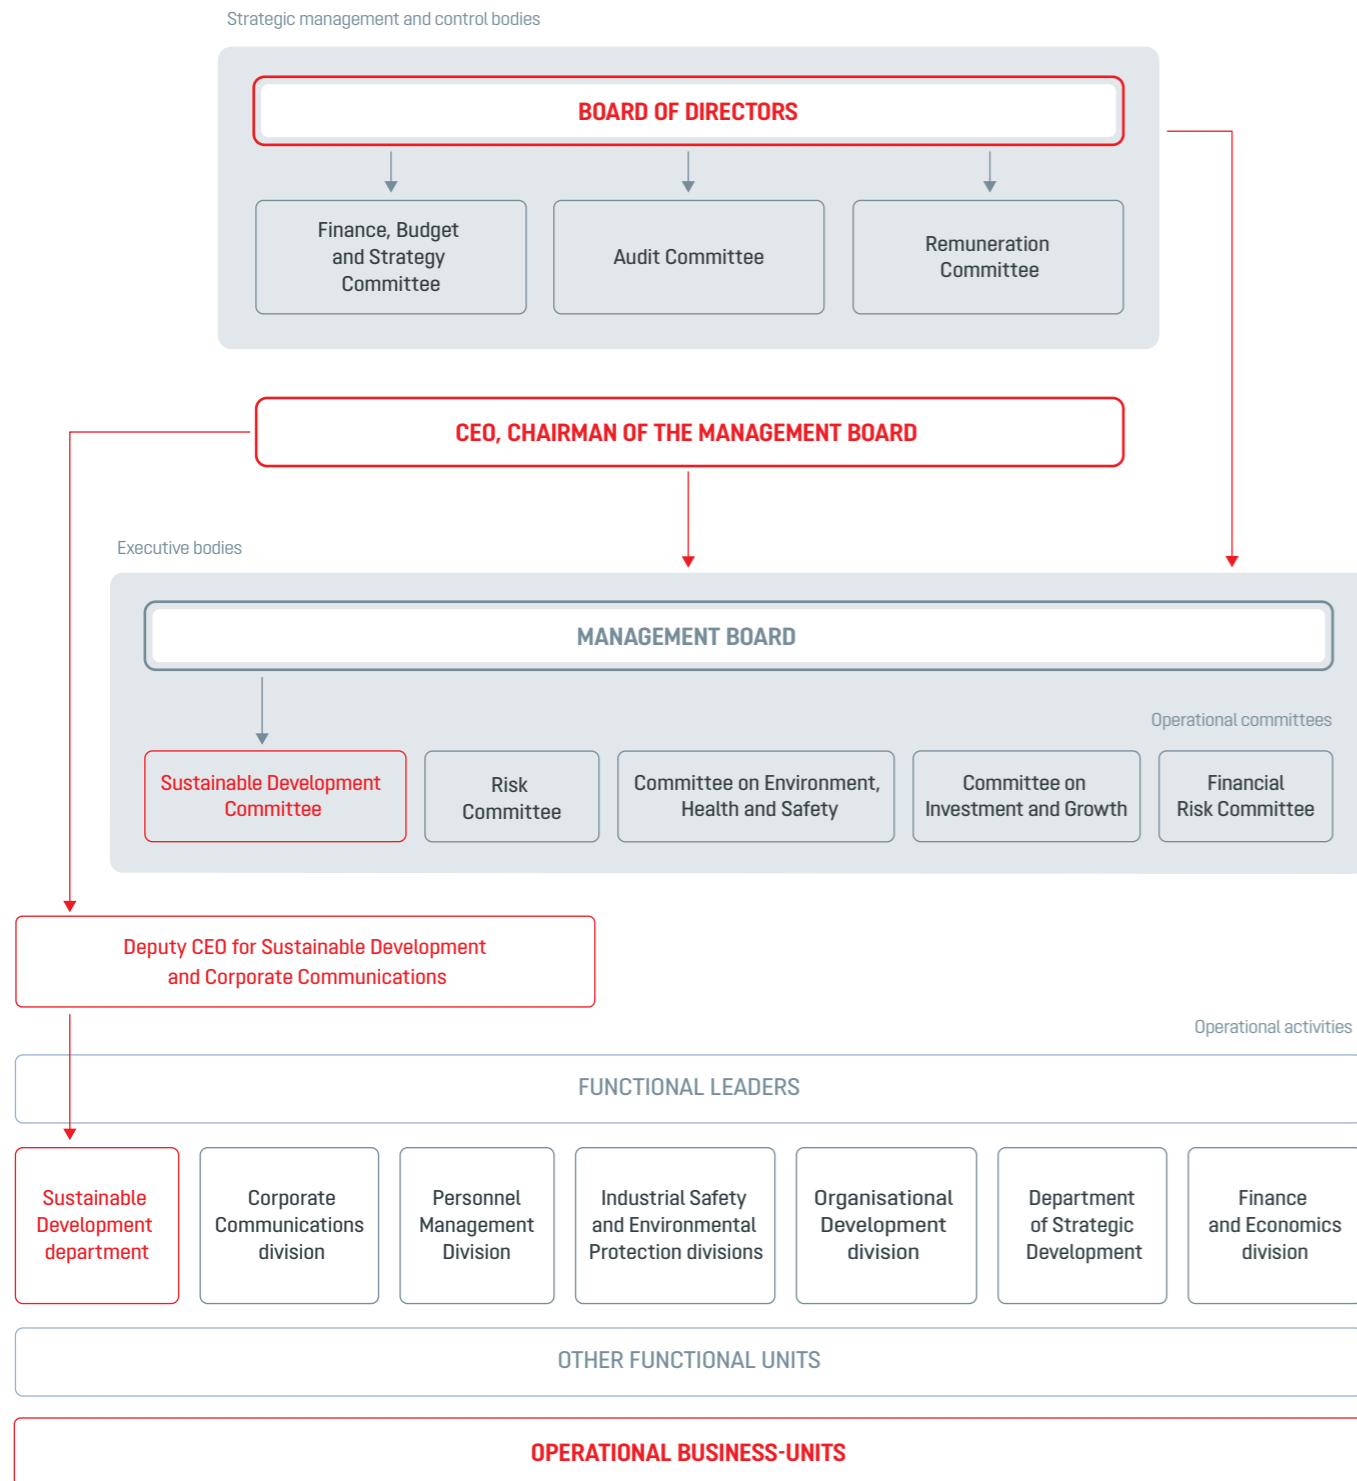 Strategic management and control bodies
BOARD OF DIRECTORS
Finance, Budget
and Strategy
Committee
Audit Committee
Remuneration
Committee
CEO, CHAIRMAN OF THE MANAGEMENT BOARD
Executive bodies
MANAGEMENT BOARD
Operational committees
Sustainable Development
Committee
Risk
Committee
Committee on Environment,
Health and Safety
Committee on
Investment and Growth
Financial
Risk Committee
Deputy CEO for Sustainable Development
and Corporate Communications
Operational activities
FUNCTIONAL LEADERS
Sustainable
Development
department
Corporate
Communications
division
Personnel
Management
Division
Industrial Safety
and Environmental
Protection divisions
Organisational
Development
division
Department
of Strategic
Development
Finance
and Economics
division
OTHER FUNCTIONAL UNITS
OPERATIONAL BUSINESS-UNITS